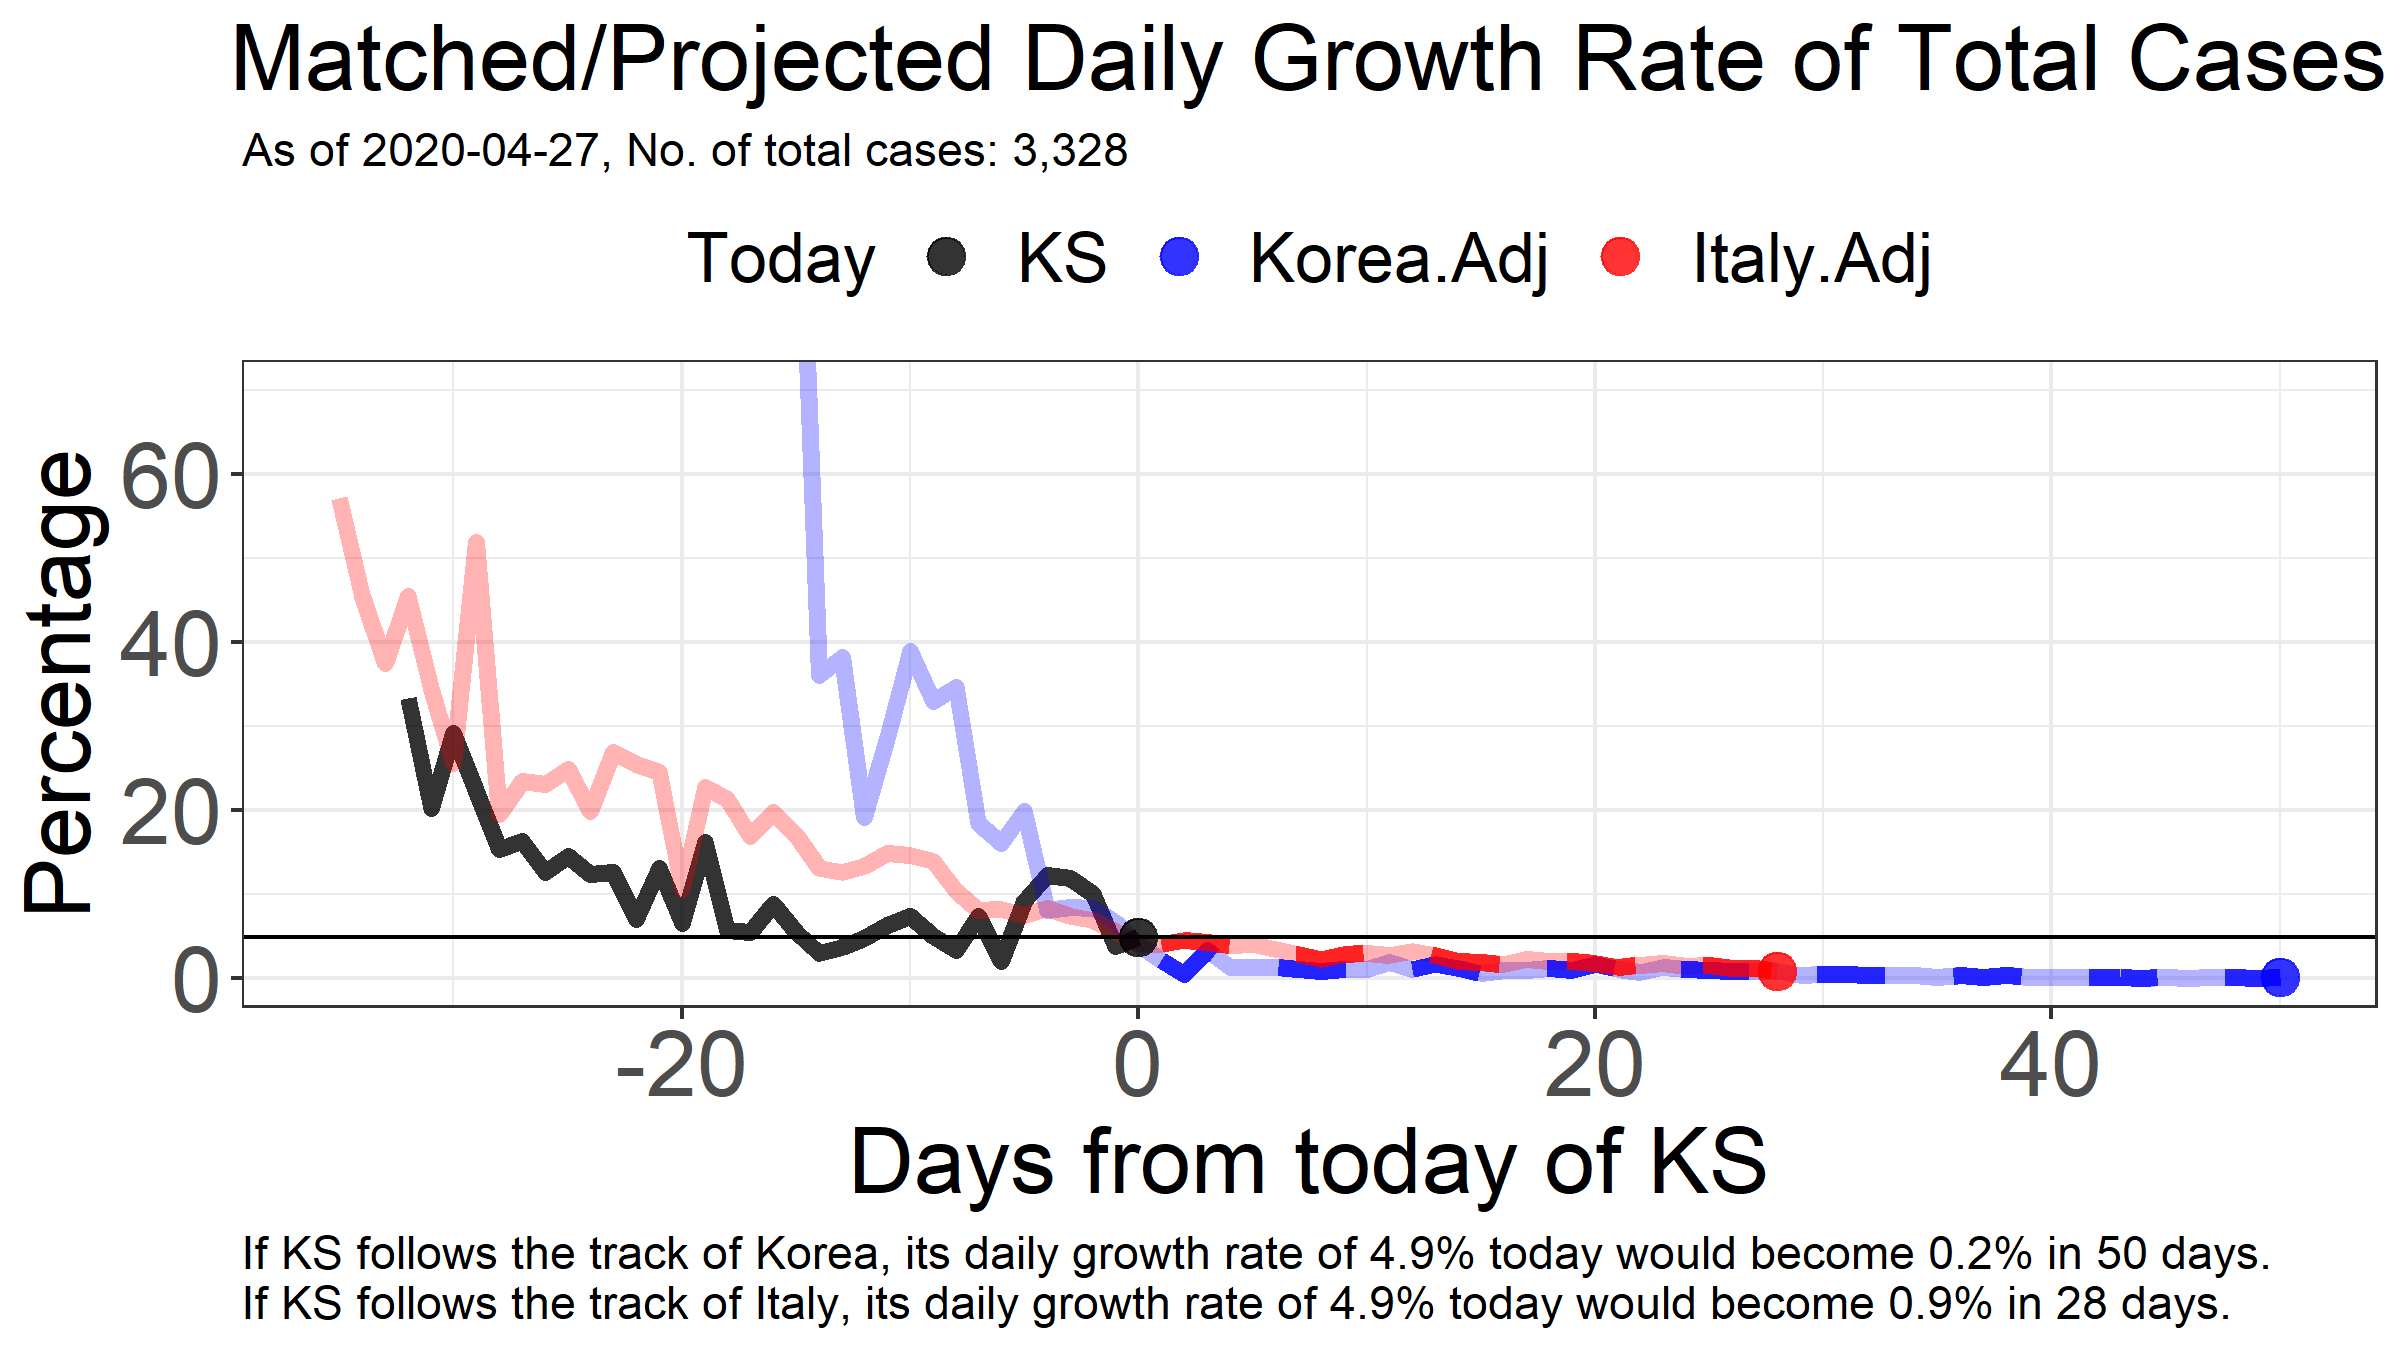 Matched/Projected Daily Growth Rate of Total Cases
As of 2020-04-27, No. of total cases: 3,328
Today KS Korea.Adj Italy.Adj
Percentage
60
40
20
0
-20 0 20 40
Days from today of KS
If KS follows the track of Korea, its daily growth rate of 4.9% today would become 0.2% in 50 days.
If KS follows the track of Italy, its daily growth rate of 4.9% today would become 0.9% in 28 days.